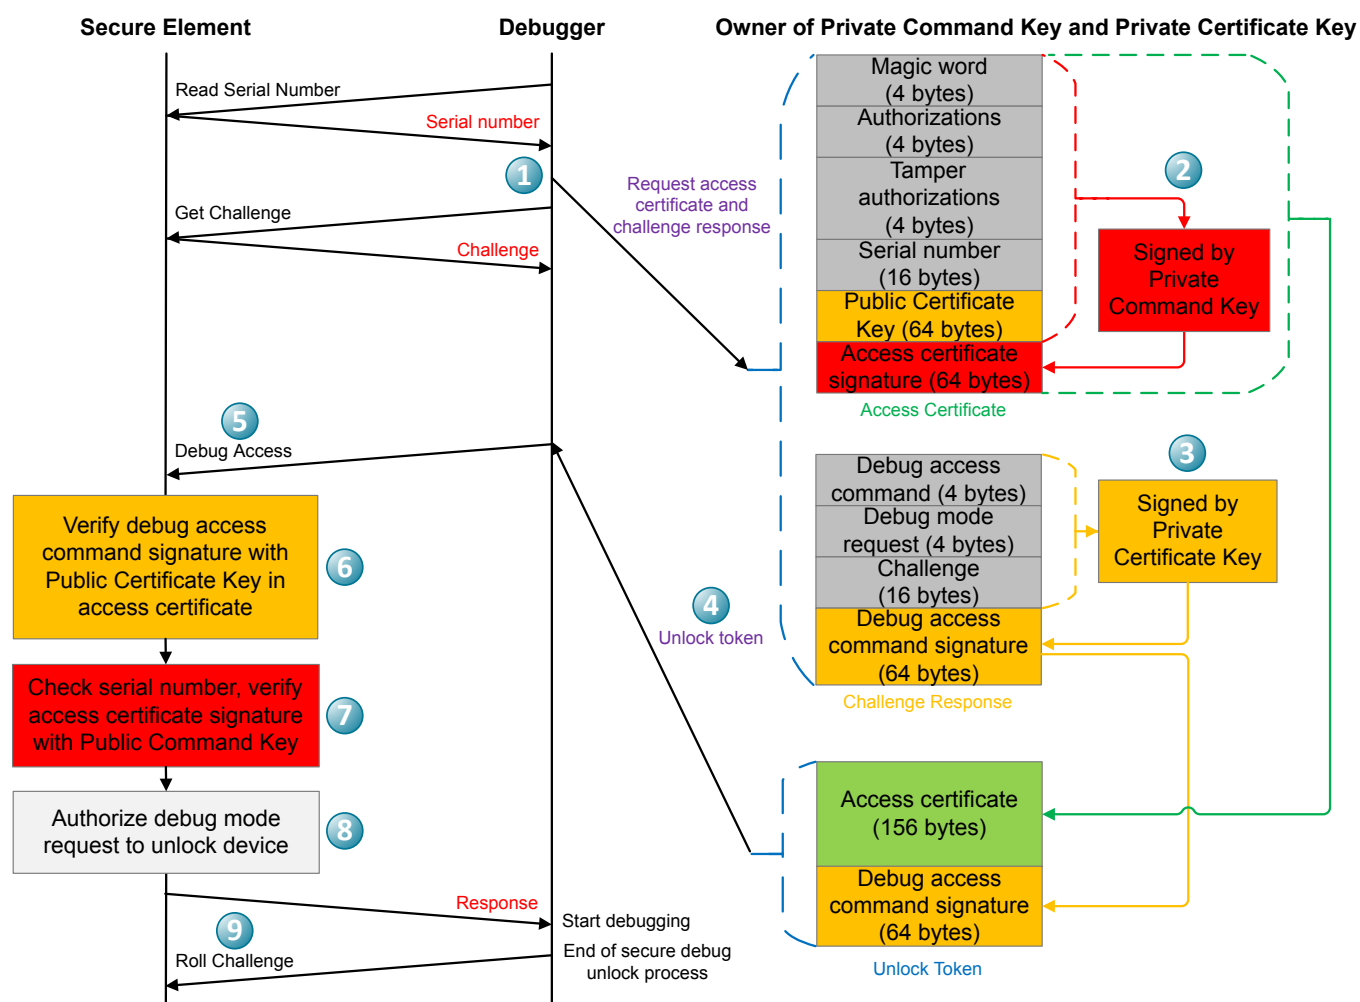 Secure Element
Debugger
Owner of Private Command Key and Private Certificate Key
Read Serial Number
Serial number
1
Request access
certificate and
challenge response
Get Challenge
Challenge
Magic word
(4 bytes)
Authorizations
(4 bytes)
Tamper
authorizations
(4 bytes)
Serial number
(16 bytes)
Public Certificate
Key (64 bytes)
Access certificate
signature (64 bytes)
Access Certificate
2
Signed by
Private
Command Key
5
Debug Access
Debug access
command (4 bytes)
Debug mode
request (4 bytes)
Challenge
(16 bytes)
Debug access
command signature
(64 bytes)
Challenge Response
3
Signed by
Private
Certificate Key
Verify debug access
command signature with
Public Certificate Key in
access certificate
6
4
Unlock token
Check serial number, verify
access certificate signature
with Public Command Key
7
Authorize debug mode
request to unlock device
8
Access certificate
(156 bytes)
Debug access
command signature
(64 bytes)
Unlock Token
Response
Start debugging
9
Roll Challenge
End of secure debug
unlock process